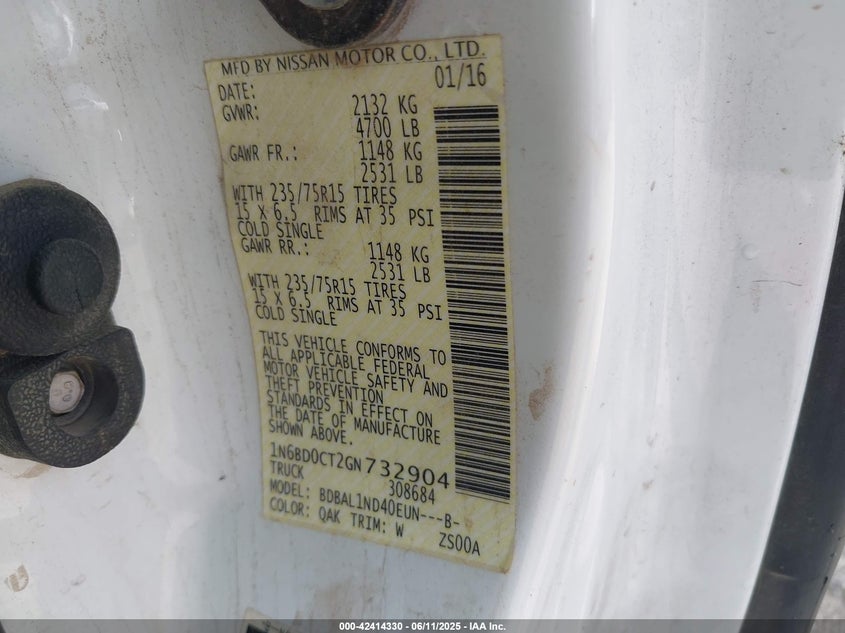 MFD BY NISSAN MOTOR CO., LTD.
DATE: 01/16
GVWR: 2132 KG
4700 LB
GAWR FR.: 1148 KG
2531 LB
WITH 235/75R15 TIRES
15 X 6.5 RIMS AT 35 PSI
COLD SINGLE
GAWR RR.: 1148 KG
2531 LB
WITH 235/75R15 TIRES
15 X 6.5 RIMS AT 35 PSI
COLD SINGLE
THIS VEHICLE CONFORMS TO
ALL APPLICABLE FEDERAL
MOTOR VEHICLE SAFETY AND
THEFT PREVENTION
STANDARDS IN EFFECT ON
THE DATE OF MANUFACTURE
SHOWN ABOVE.
1N6BD0CT2GN732904
TRUCK 308684
MODEL: BDBAL1ND40EUN---B-
COLOR: QAK TRIM: W ZS00A
000-42414330 - 06/11/2025 - IAA Inc.